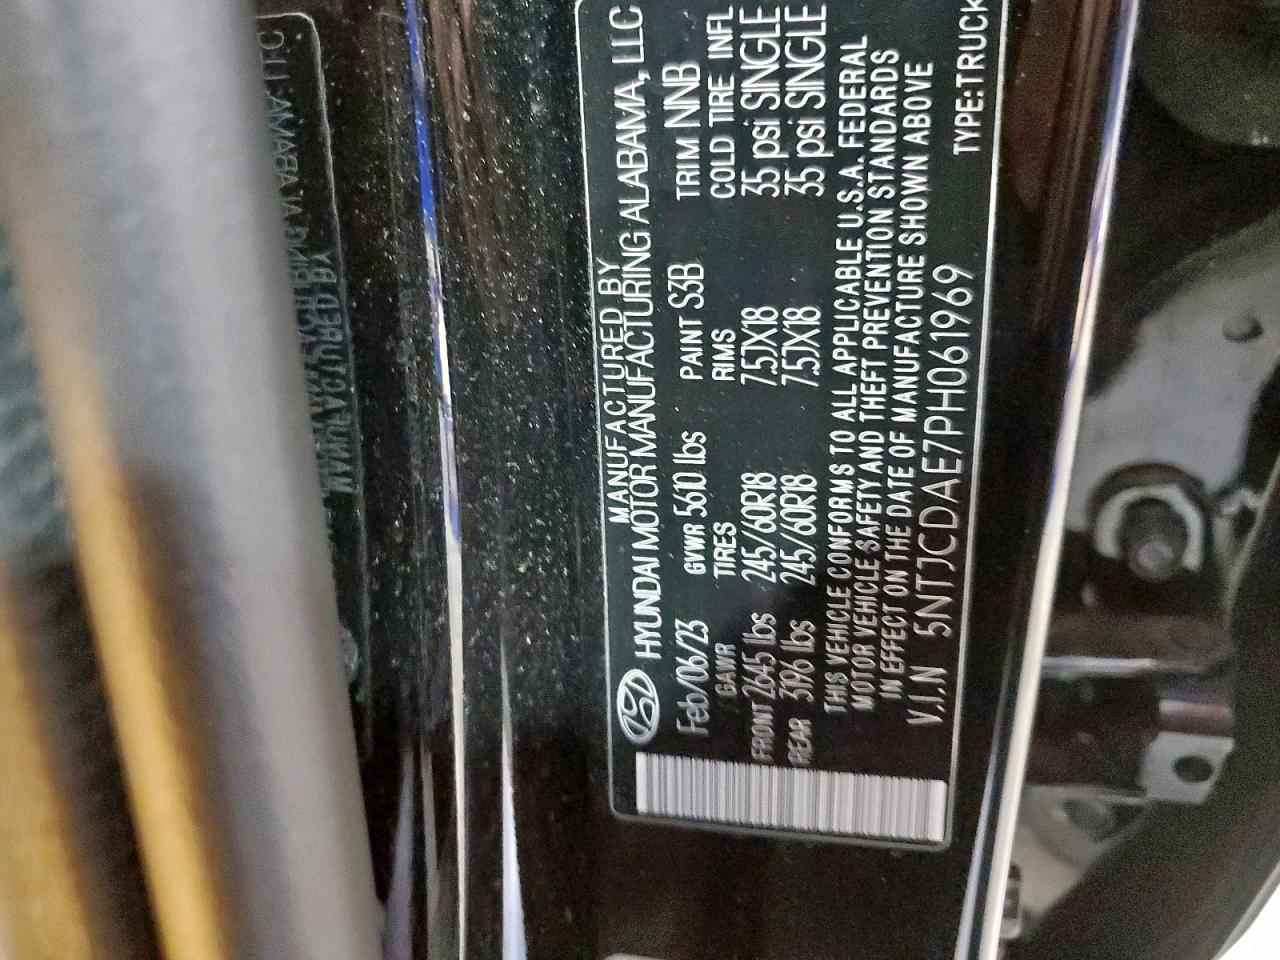 MANUFACTURED BY
HYUNDAI MOTOR MANUFACTURING ALABAMA, LLC
Feb/06/23 GVWR 5610 lbs PAINT S3B TRIM NNB
GAWR TIRES RIMS COLD TIRE INFL
FRONT 2645 lbs 245/60R18 7.5JX18 35 psi SINGLE
REAR 3196 lbs 245/60R18 7.5JX18 35 psi SINGLE
THIS VEHICLE CONFORMS TO ALL APPLICABLE U.S.A. FEDERAL
MOTOR VEHICLE SAFETY AND THEFT PREVENTION STANDARDS
IN EFFECT ON THE DATE OF MANUFACTURE SHOWN ABOVE
V.I.N 5NTJCDAE7PH061969 TYPE:TRUCK